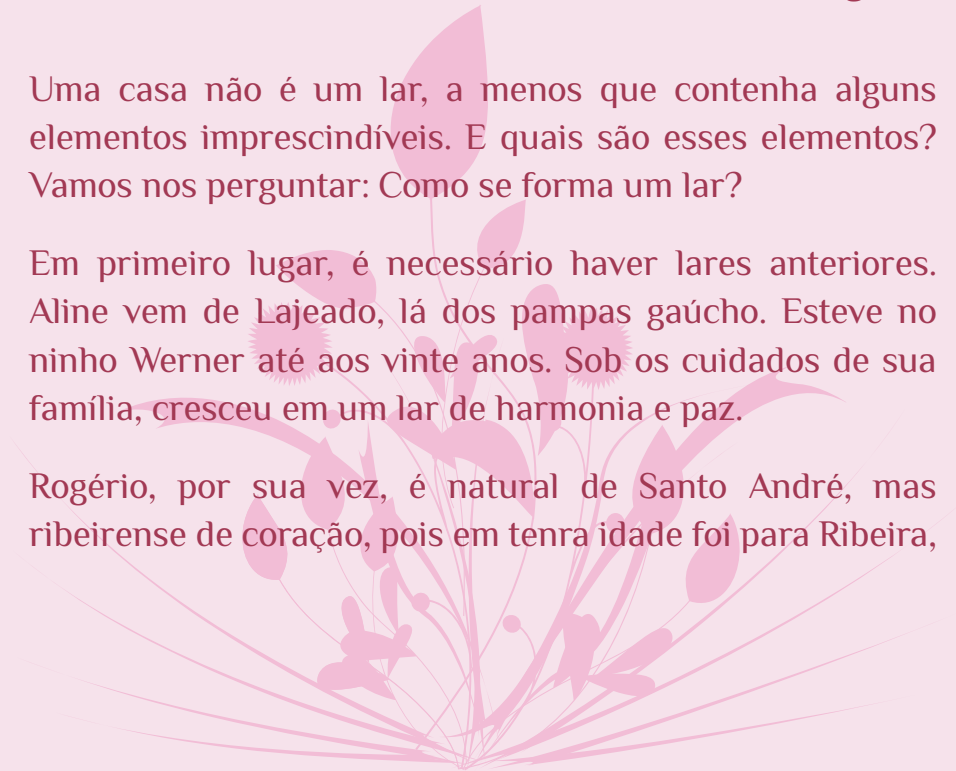 Uma casa não é um lar, a menos que contenha alguns
elementos imprescindíveis. E quais são esses elementos?
Vamos nos perguntar: Como se forma um lar?
Em primeiro lugar, é necessário haver lares anteriores.
Aline vem de Lajeado, lá dos pampas gaúcho. Esteve no
ninho Werner até aos vinte anos. Sob os cuidados de sua
família, cresceu em um lar de harmonia e paz.
Rogério, por sua vez, é natural de Santo André, mas
ribeirense de coração, pois em tenra idade foi para Ribeira,